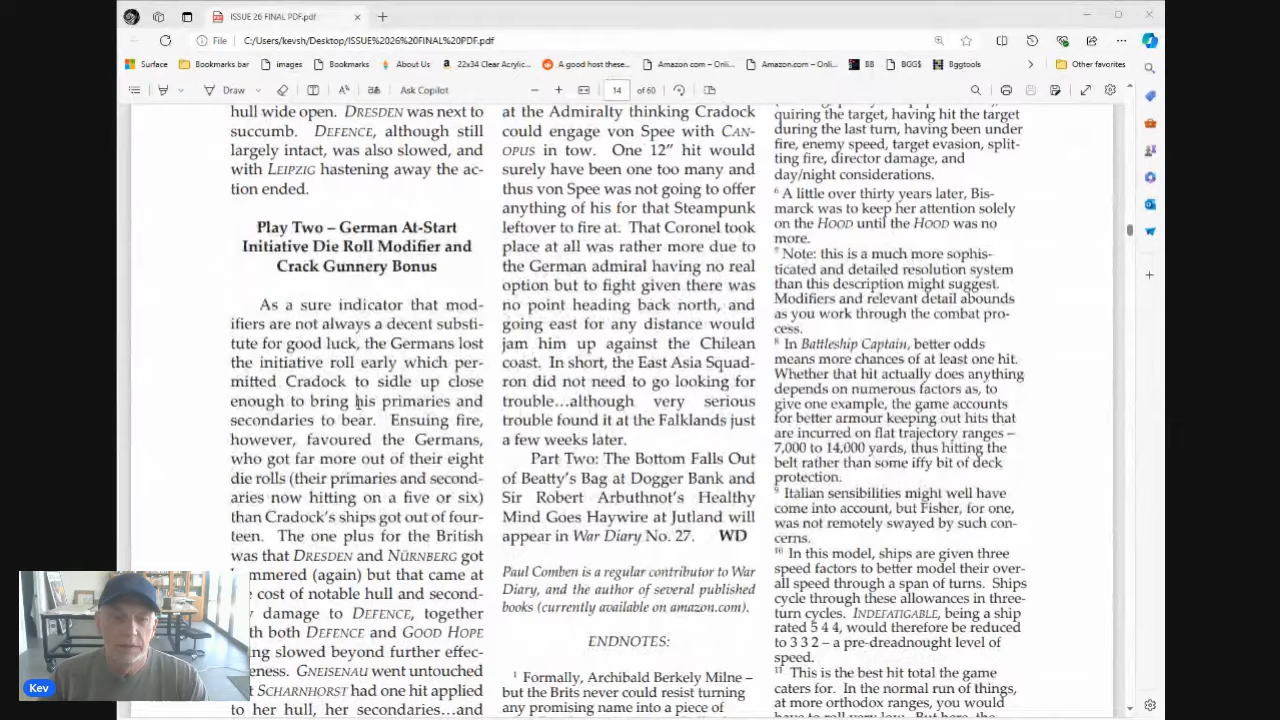 ISSUE 26 FINAL PDF.pdf
File C:/Users/kevsh/Desktop/ISSUE%2026%20FINAL%20PDF.pdf
Surface Bookmarks bar images Bookmarks About Us 22x34 Clear Acrylic... A good host these... Amazon.com – Onli... Amazon.com – Onli... BB BGG$ Bggtools Other favorites
Draw Ask Copilot 14 of 60
hull wide open. DRESDEN was next to
succumb. DEFENCE, although still
largely intact, was also slowed, and
with LEIPZIG hastening away the ac-
tion ended.
Play Two – German At-Start
Initiative Die Roll Modifier and
Crack Gunnery Bonus
As a sure indicator that mod-
ifiers are not always a decent substi-
tute for good luck, the Germans lost
the initiative roll early which per-
mitted Cradock to sidle up close
enough to bring his primaries and
secondaries to bear. Ensuing fire,
however, favoured the Germans,
who got far more out of their eight
die rolls (their primaries and second-
aries now hitting on a five or six)
than Cradock's ships got out of four-
teen. The one plus for the British
was that DRESDEN and NÜRNBERG got
hammered (again) but that came at
cost of notable hull and second-
damage to DEFENCE, together
both DEFENCE and GOOD HOPE
slowed beyond further effec-
GNEISENAU went untouched
SCHARNHORST had one hit applied
to her hull, her secondaries…and
at the Admiralty thinking Cradock
could engage von Spee with CAN-
OPUS in tow. One 12” hit would
surely have been one too many and
thus von Spee was not going to offer
anything of his for that Steampunk
leftover to fire at. That Coronel took
place at all was rather more due to
the German admiral having no real
option but to fight given there was
no point heading back north, and
going east for any distance would
jam him up against the Chilean
coast. In short, the East Asia Squad-
ron did not need to go looking for
trouble…although very serious
trouble found it at the Falklands just
a few weeks later.
Part Two: The Bottom Falls Out
of Beatty's Bag at Dogger Bank and
Sir Robert Arbuthnot's Healthy
Mind Goes Haywire at Jutland will
appear in War Diary No. 27. WD
Paul Comben is a regular contributor to War
Diary, and the author of several published
books (currently available on amazon.com).
ENDNOTES:
1 Formally, Archibald Berkely Milne –
but the Brits never could resist turning
any promising name into a piece of
quiring the target, having hit the target
during the last turn, having been under
fire, enemy speed, target evasion, split-
ting fire, director damage, and
day/night considerations.
6 A little over thirty years later, Bis-
marck was to keep her attention solely
on the HOOD until the HOOD was no
more.
7 Note: this is a much more sophis-
ticated and detailed resolution system
than this description might suggest.
Modifiers and relevant detail abounds
as you work through the combat pro-
cess.
8 In Battleship Captain, better odds
means more chances of at least one hit.
Whether that hit actually does anything
depends on numerous factors as, to
give one example, the game accounts
for better armour keeping out hits that
are incurred on flat trajectory ranges –
7,000 to 14,000 yards, thus hitting the
belt rather than some iffy bit of deck
protection.
9 Italian sensibilities might well have
come into account, but Fisher, for one,
was not remotely swayed by such con-
cerns.
10 In this model, ships are given three
speed factors to better model their over-
all speed through a span of turns. Ships
cycle through these allowances in three-
turn cycles. INDEFATIGABLE, being a ship
rated 5 4 4, would therefore be reduced
to 3 3 2 – a pre-dreadnought level of
speed.
11 This is the best hit total the game
caters for. In the normal run of things,
at more orthodox ranges, you would
Kev